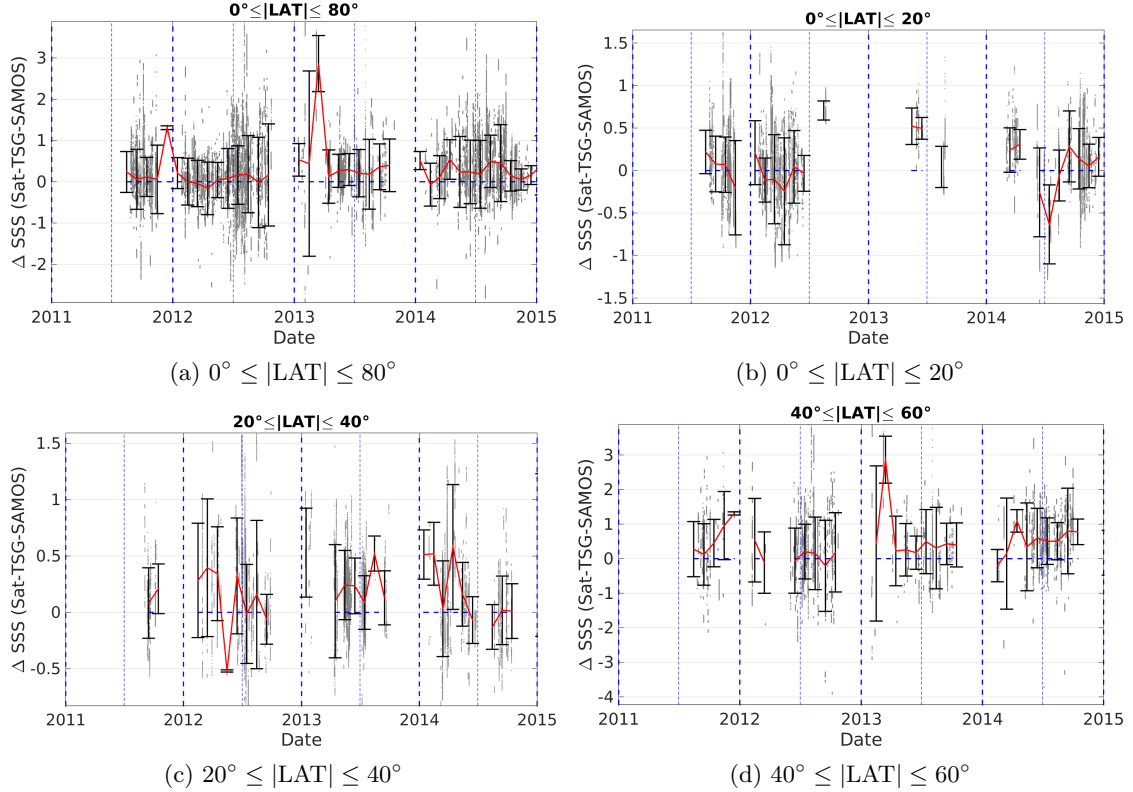 0°≤|LAT|≤ 80°
Δ SSS (Sat-TSG-SAMOS)
3
2
1
0
-1
-2
2011 2012 2013 2014 2015
Date
(a) 0° ≤ |LAT| ≤ 80°
0°≤|LAT|≤ 20°
Δ SSS (Sat-TSG-SAMOS)
1.5
1
0.5
0
-0.5
-1
-1.5
2011 2012 2013 2014 2015
Date
(b) 0° ≤ |LAT| ≤ 20°
20°≤|LAT|≤ 40°
Δ SSS (Sat-TSG-SAMOS)
1.5
1
0.5
0
-0.5
2011 2012 2013 2014 2015
Date
(c) 20° ≤ |LAT| ≤ 40°
40°≤|LAT|≤ 60°
Δ SSS (Sat-TSG-SAMOS)
3
2
1
0
-1
-2
-3
-4
2011 2012 2013 2014 2015
Date
(d) 40° ≤ |LAT| ≤ 60°